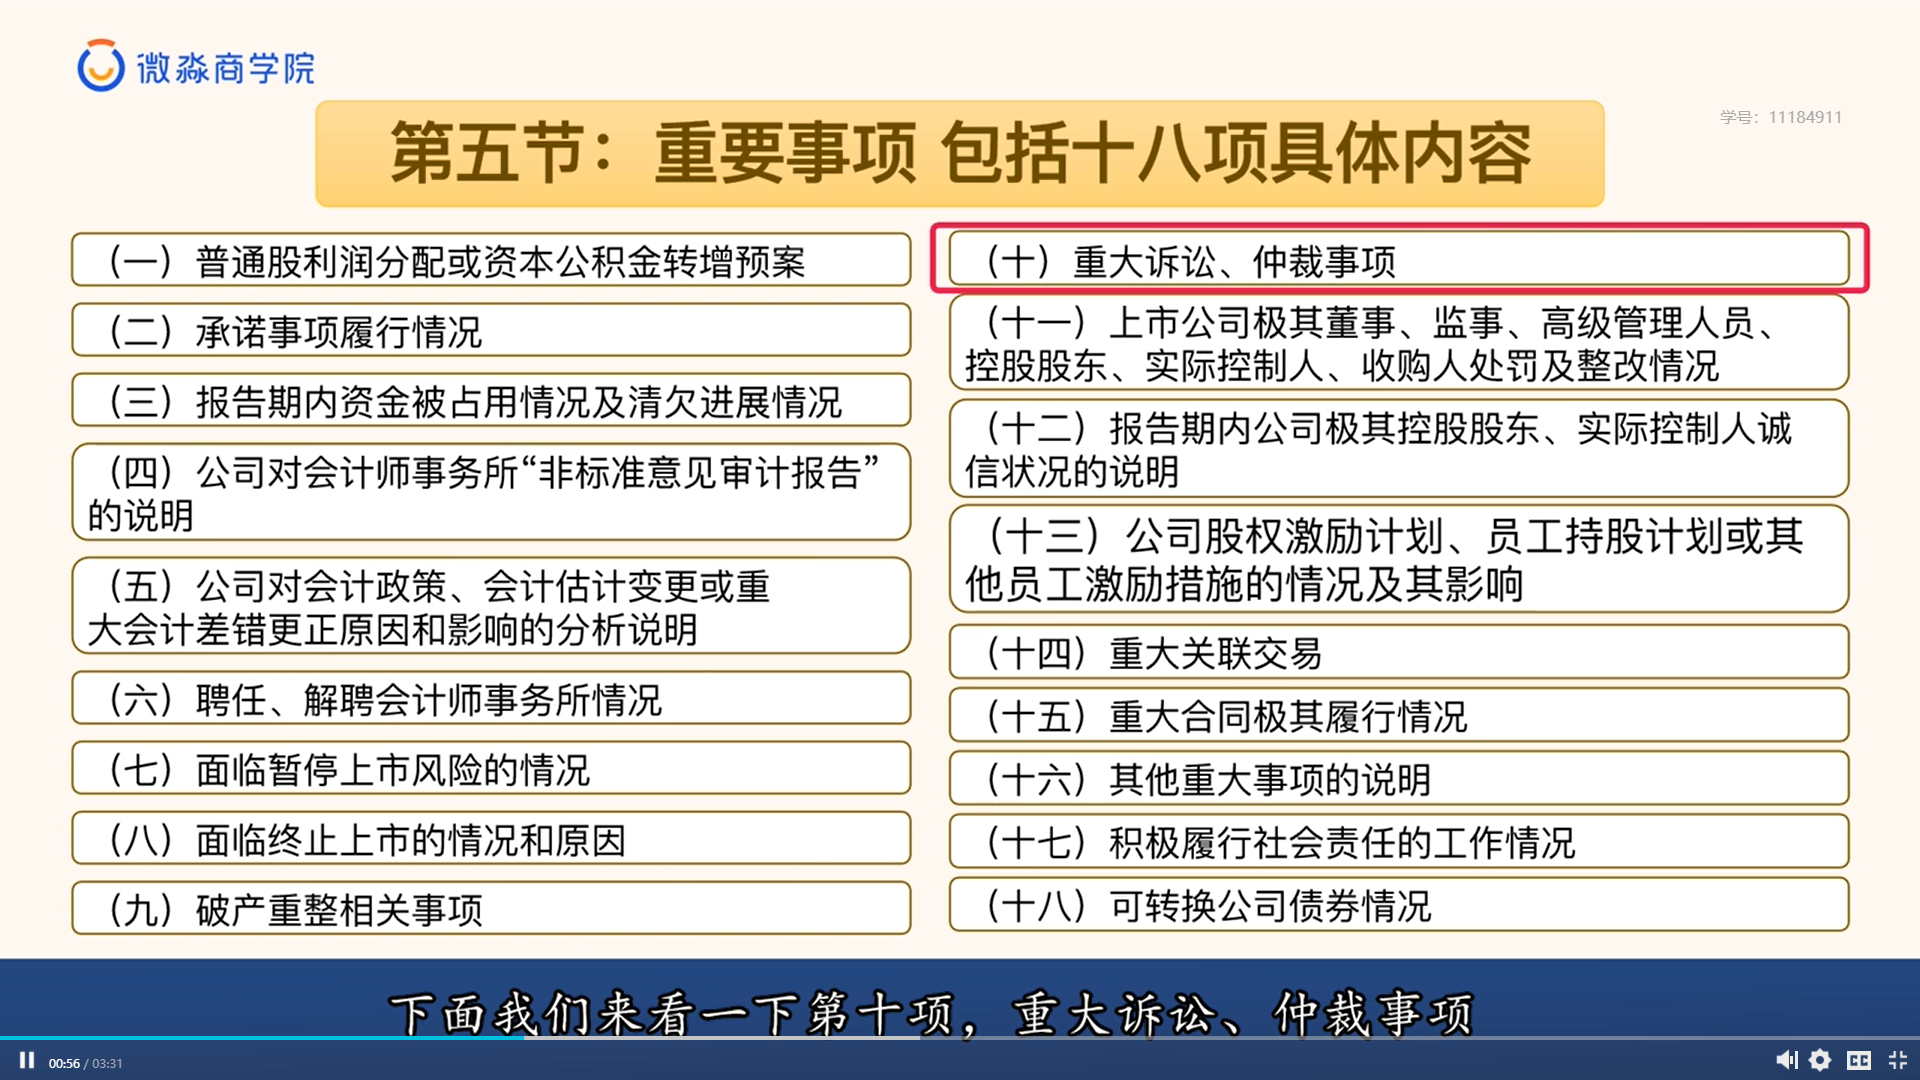 微淼商学院
学号：11184911
第五节：重要事项 包括十八项具体内容
（一）普通股利润分配或资本公积金转增预案
（二）承诺事项履行情况
（三）报告期内资金被占用情况及清欠进展情况
（四）公司对会计师事务所“非标准意见审计报告”
的说明
（五）公司对会计政策、会计估计变更或重
大会计差错更正原因和影响的分析说明
（六）聘任、解聘会计师事务所情况
（七）面临暂停上市风险的情况
（八）面临终止上市的情况和原因
（九）破产重整相关事项
（十）重大诉讼、仲裁事项
（十一）上市公司极其董事、监事、高级管理人员、
控股股东、实际控制人、收购人处罚及整改情况
（十二）报告期内公司极其控股股东、实际控制人诚
信状况的说明
（十三）公司股权激励计划、员工持股计划或其
他员工激励措施的情况及其影响
（十四）重大关联交易
（十五）重大合同极其履行情况
（十六）其他重大事项的说明
（十七）积极履行社会责任的工作情况
（十八）可转换公司债券情况
下面我们来看一下第十项，重大诉讼、仲裁事项
00:56 / 03:31
CC